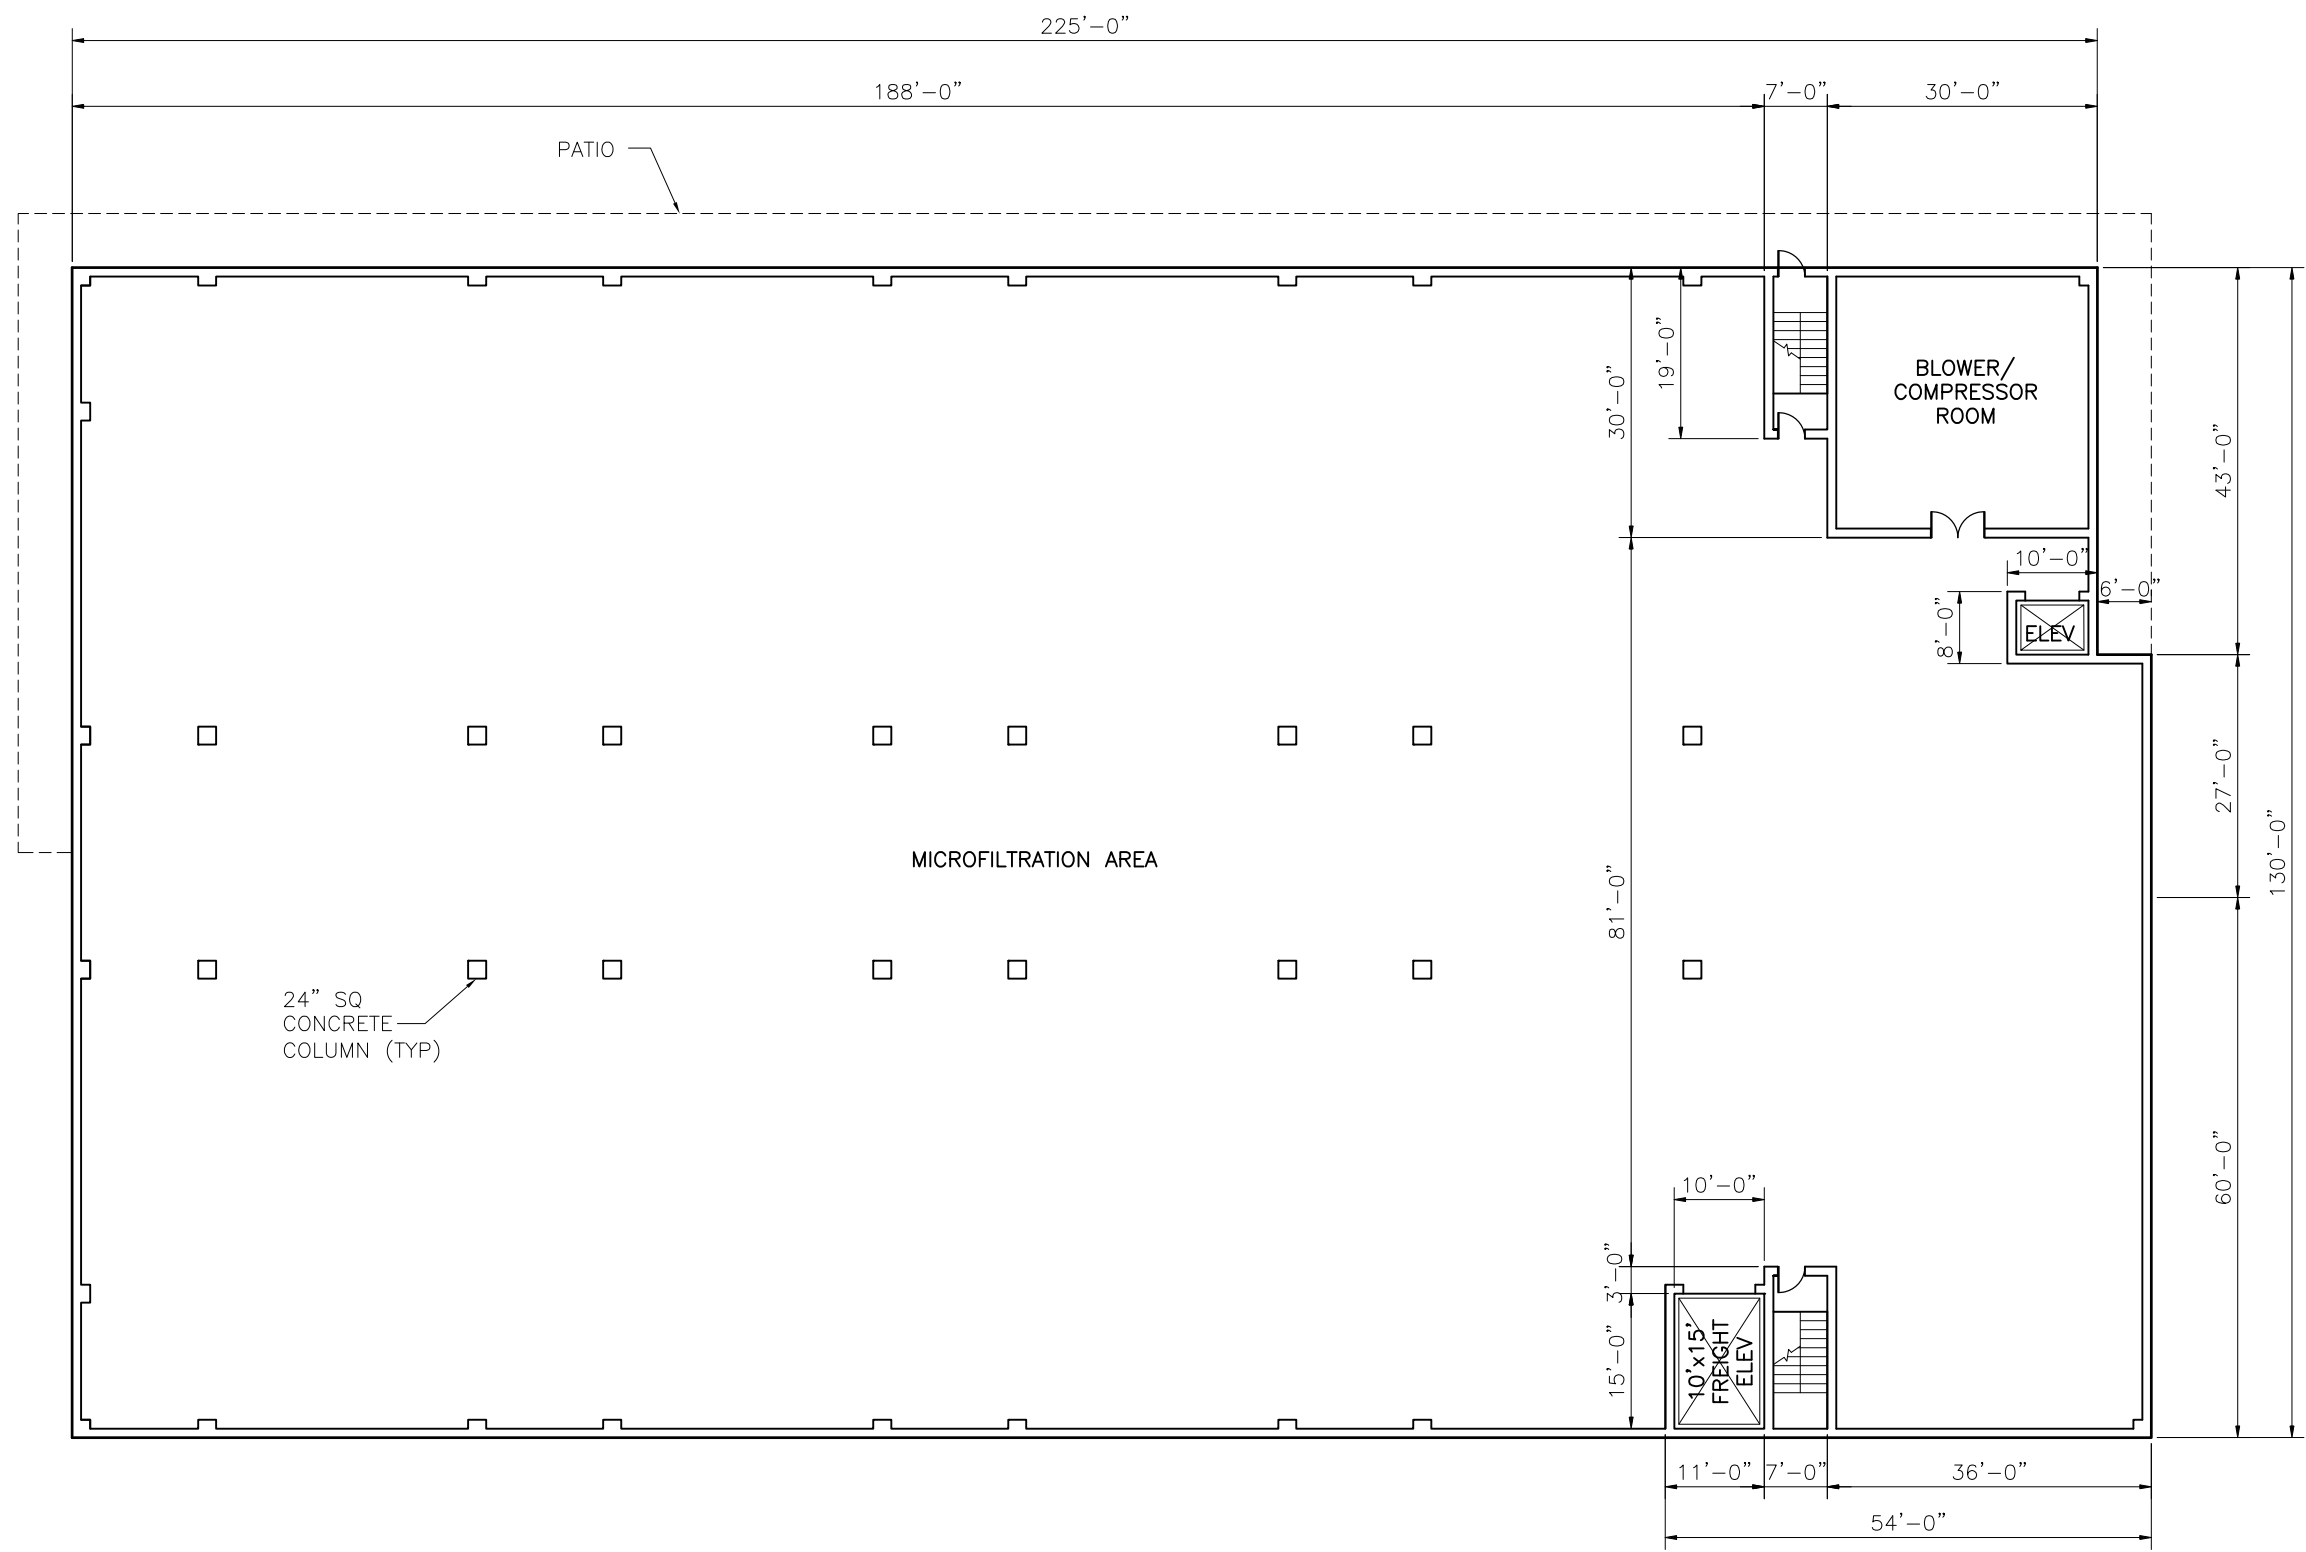 225'-0"
188'-0"
7'-0"
30'-0"
PATIO
19'-0"
30'-0"
BLOWER/
COMPRESSOR
ROOM
43'-0"
10'-0"
6'-0"
8'-0"
ELEV
27'-0"
130'-0"
MICROFILTRATION AREA
81'-0"
24" SQ
CONCRETE
COLUMN (TYP)
60'-0"
10'-0"
3'-0"
15'-0"
10'x15'
FREIGHT
ELEV
11'-0"
7'-0"
36'-0"
54'-0"